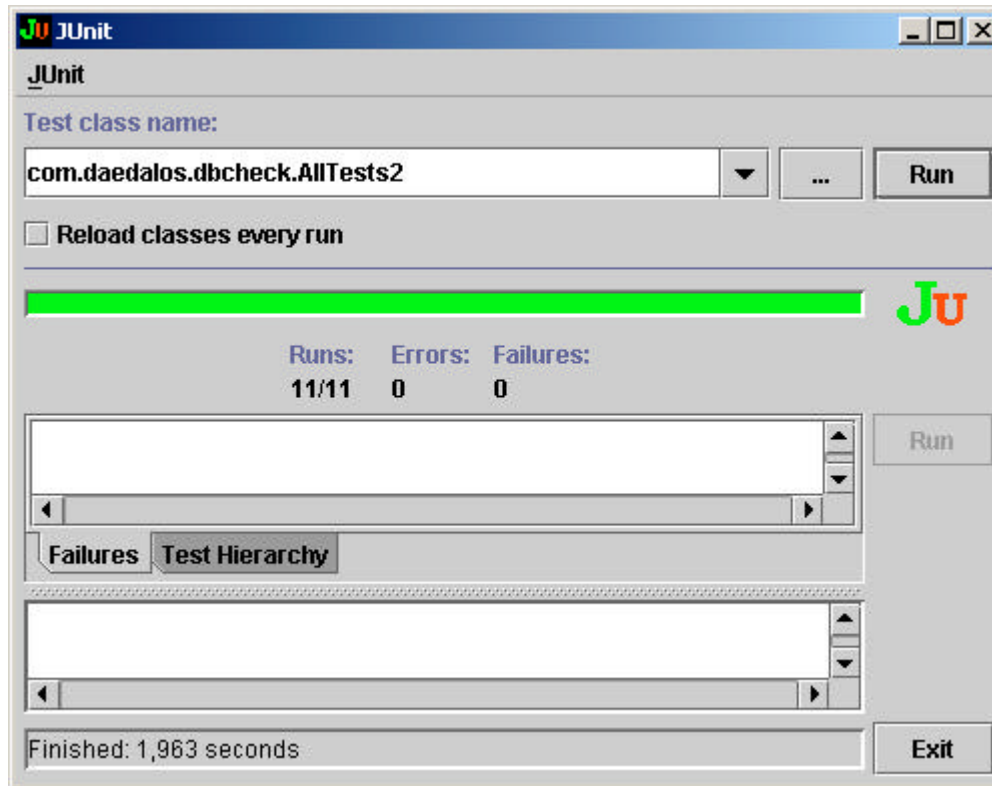 JU JUnit
JUnit
Test class name:
com.daedalos.dbcheck.AllTests2 ... Run
Reload classes every run
JU
Runs: Errors: Failures:
11/11 0 0
Run
Failures Test Hierarchy
Finished: 1,963 seconds Exit